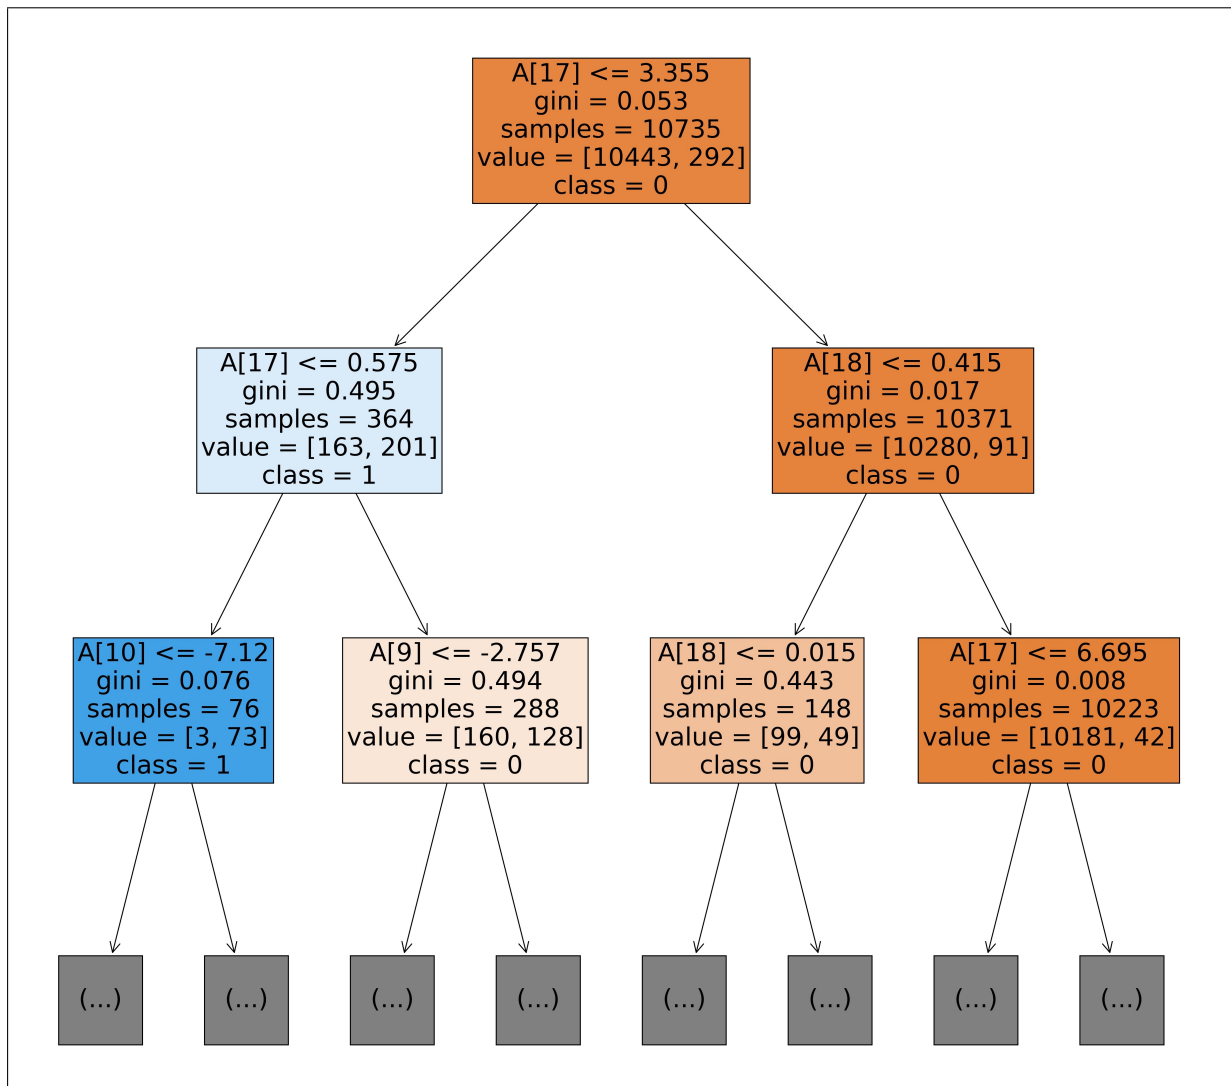 A[17] <= 3.355
gini = 0.053
samples = 10735
value = [10443, 292]
class = 0
A[17] <= 0.575
gini = 0.495
samples = 364
value = [163, 201]
class = 1
A[18] <= 0.415
gini = 0.017
samples = 10371
value = [10280, 91]
class = 0
A[10] <= -7.12
gini = 0.076
samples = 76
value = [3, 73]
class = 1
A[9] <= -2.757
gini = 0.494
samples = 288
value = [160, 128]
class = 0
A[18] <= 0.015
gini = 0.443
samples = 148
value = [99, 49]
class = 0
A[17] <= 6.695
gini = 0.008
samples = 10223
value = [10181, 42]
class = 0
(...)
(...)
(...)
(...)
(...)
(...)
(...)
(...)